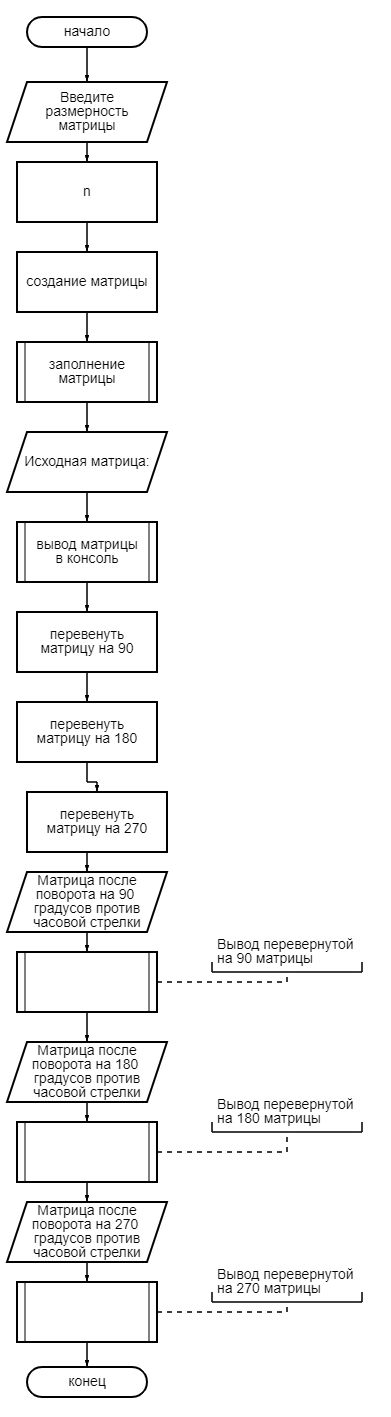 начало
Введите
размерность
матрицы
n
создание матрицы
заполнение
матрицы
Исходная матрица:
вывод матрицы
в консоль
перевенуть
матрицу на 90
перевенуть
матрицу на 180
перевенуть
матрицу на 270
Матрица после
поворота на 90
градусов против
часовой стрелки
Вывод перевернутой
на 90 матрицы
Матрица после
поворота на 180
градусов против
часовой стрелки
Вывод перевернутой
на 180 матрицы
Матрица после
поворота на 270
градусов против
часовой стрелки
Вывод перевернутой
на 270 матрицы
конец